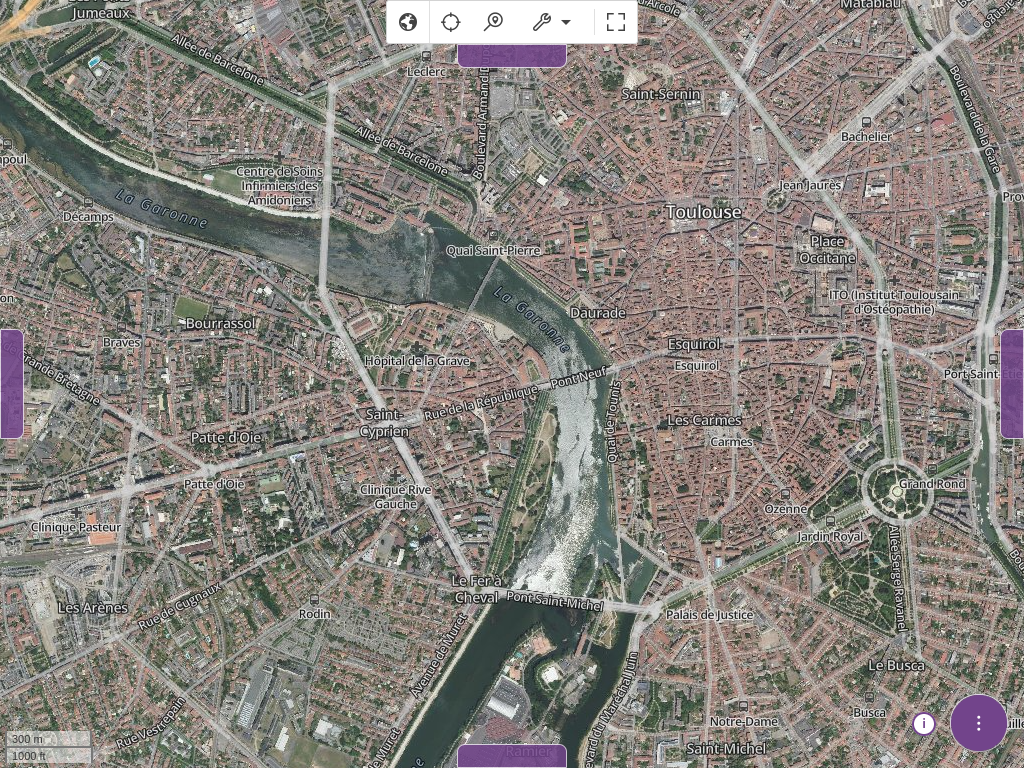 Jumeaux
Matabiau
Allée de Barcelone
Leclerc
Boulevard de la Gare
Saint-Sernin
Bachelier
Allée de Barcelone
Centre de Soins
Infirmiers des
Amidonniers
Jean Jaurès
La Garonne
Décamps
Toulouse
Quai Saint-Pierre
Place
Occitane
La Garonne
ITO (Institut Toulousain
d'Ostéopathie)
Daurade
Bourrassol
Braves
Esquirol
Esquirol
Hôpital de la Grave
Port Saint-Étienne
Grande Bretagne
Pont Neuf
Rue de la République
Quai de Tounis
Saint-
Cyprien
Les Carmes
Carmes
Patte d'Oie
Patte d'Oie
Grand Rond
Clinique Rive
Gauche
Ozenne
Clinique Pasteur
Jardin Royal
Allée Serge Ravanel
Le Fer à
Cheval
Pont Saint-Michel
Les Arènes
Rue de Cugnaux
Rodin
Palais de Justice
Avenue de Muret
Le Busca
Rue Vestrepain
Notre-Dame
Busca
Saint-Michel
Ramier
300 m
1000 ft